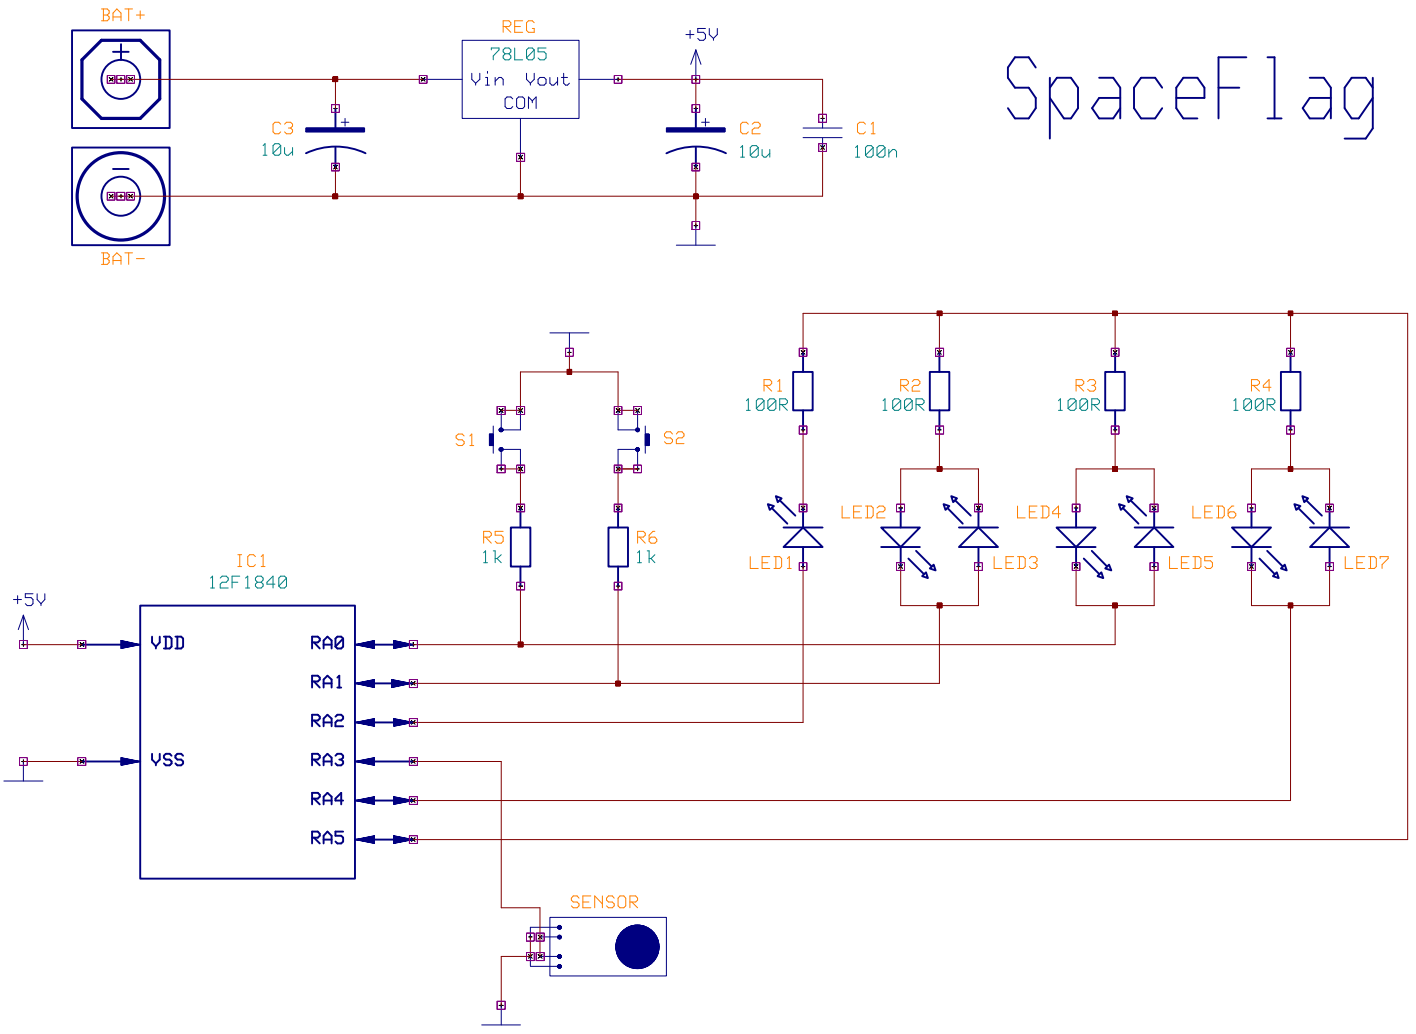 BAT+
REG
78L05
Vin Vout
COM
+5V
SpaceFlag
C3
10u
+
C2
10u
+
C1
100n
BAT-
R1
100R
R2
100R
R3
100R
R4
100R
S1
S2
R5
1k
R6
1k
LED1
LED2
LED3
LED4
LED5
LED6
LED7
IC1
12F1840
+5V
VDD
VSS
RA0
RA1
RA2
RA3
RA4
RA5
SENSOR